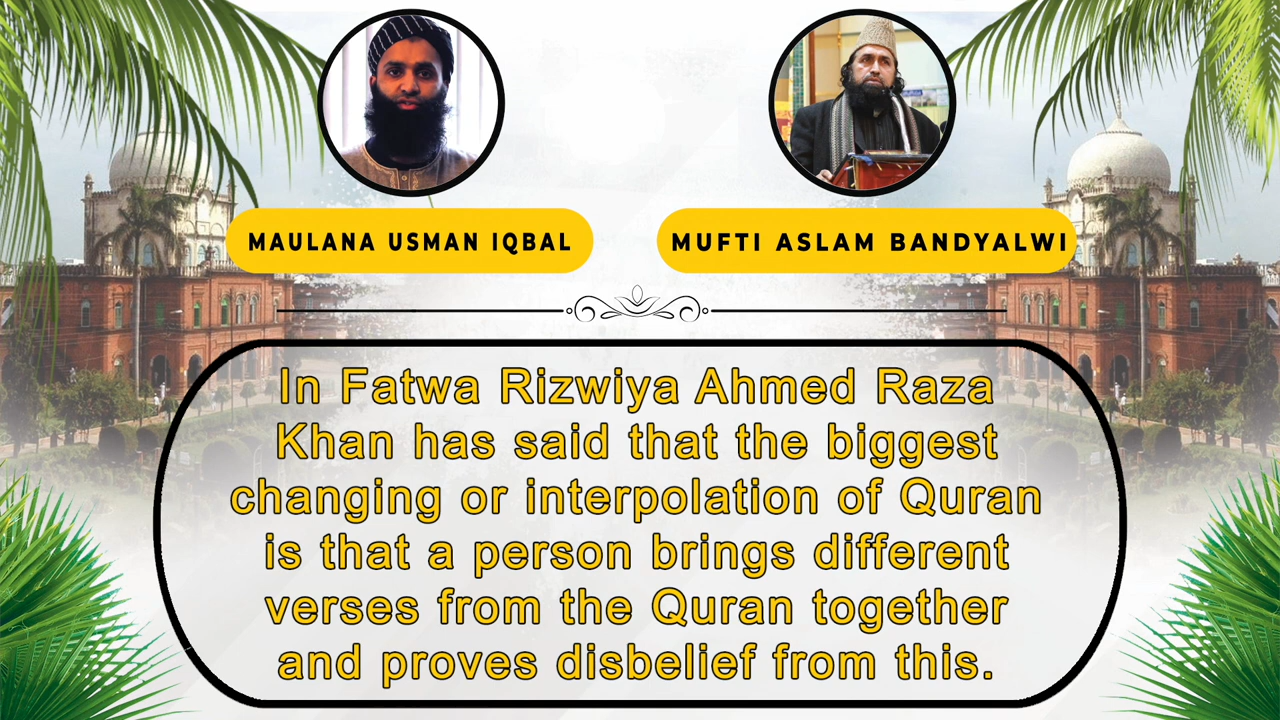 MAULANA USMAN IQBAL
MUFTI ASLAM BANDYALWI
In Fatwa Rizwiya Ahmed Raza
Khan has said that the biggest
changing or interpolation of Quran
is that a person brings different
verses from the Quran together
and proves disbelief from this.